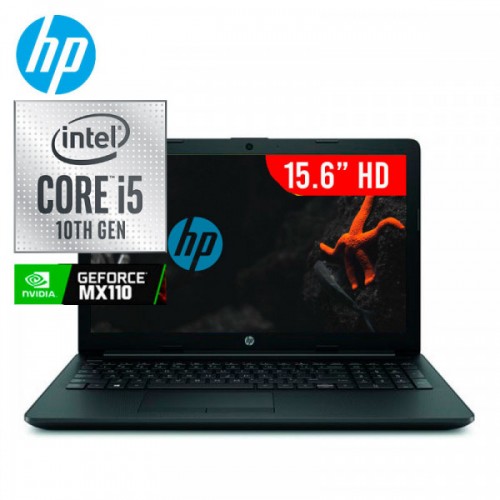 hp
intel
CORE i5
10TH GEN
15.6” HD
hp
NVIDIA.
GEFORCE
MX110
hp